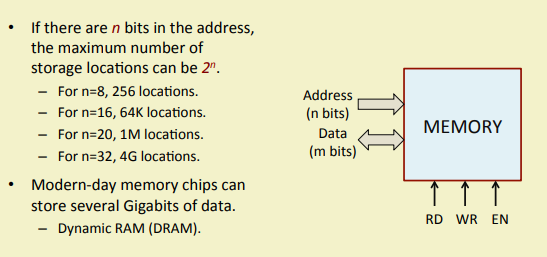 • If there are n bits in the address,
the maximum number of
storage locations can be 2ⁿ.
– For n=8, 256 locations.
– For n=16, 64K locations.
– For n=20, 1M locations.
– For n=32, 4G locations.
• Modern-day memory chips can
store several Gigabits of data.
– Dynamic RAM (DRAM).
Address
(n bits)
Data
(m bits)
MEMORY
RD WR EN